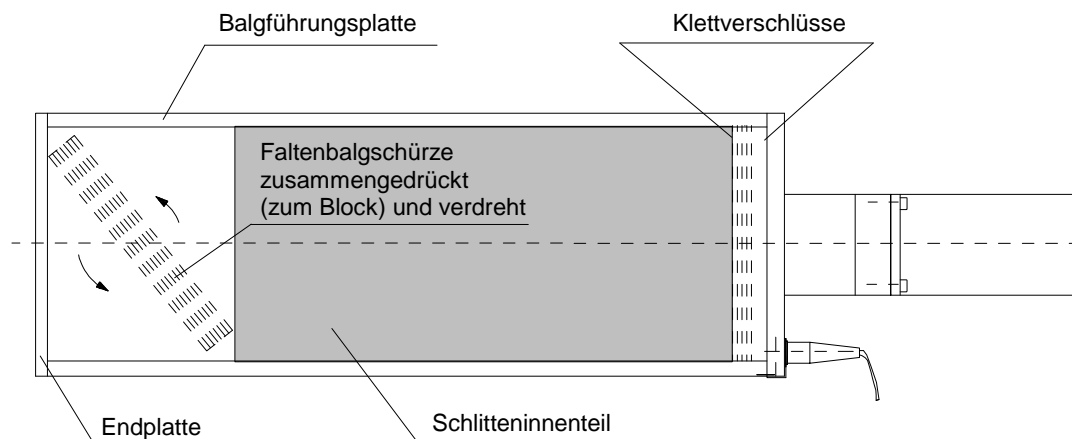 Balgführungsplatte
Klettverschlüsse
Faltenbalgschürze
zusammengedrückt
(zum Block) und verdreht
Endplatte
Schlitteninnenteil